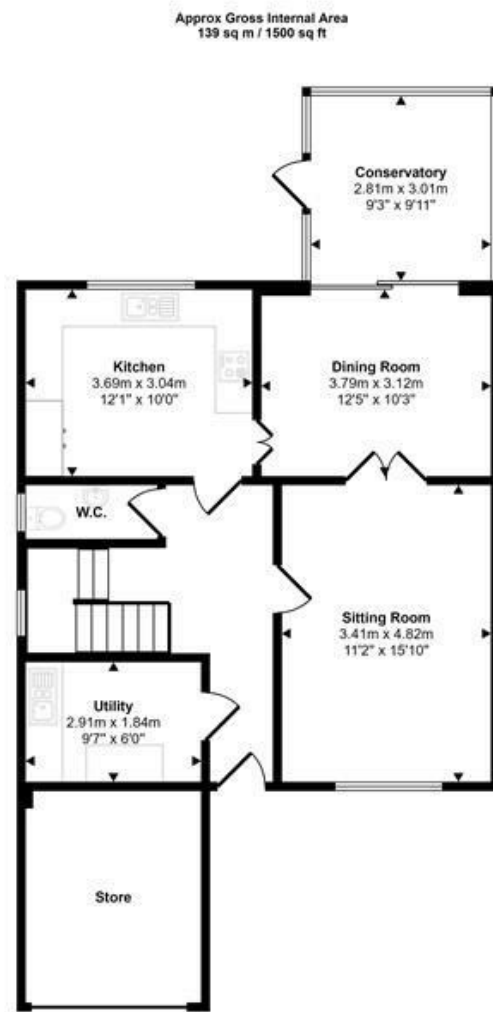 Approx Gross Internal Area
139 sq m / 1500 sq ft
Conservatory
2.81m x 3.01m
9'3" x 9'11"
Kitchen
3.69m x 3.04m
12'1" x 10'0"
Dining Room
3.79m x 3.12m
12'5" x 10'3"
W.C.
Sitting Room
3.41m x 4.82m
11'2" x 15'10"
Utility
2.91m x 1.84m
9'7" x 6'0"
Store